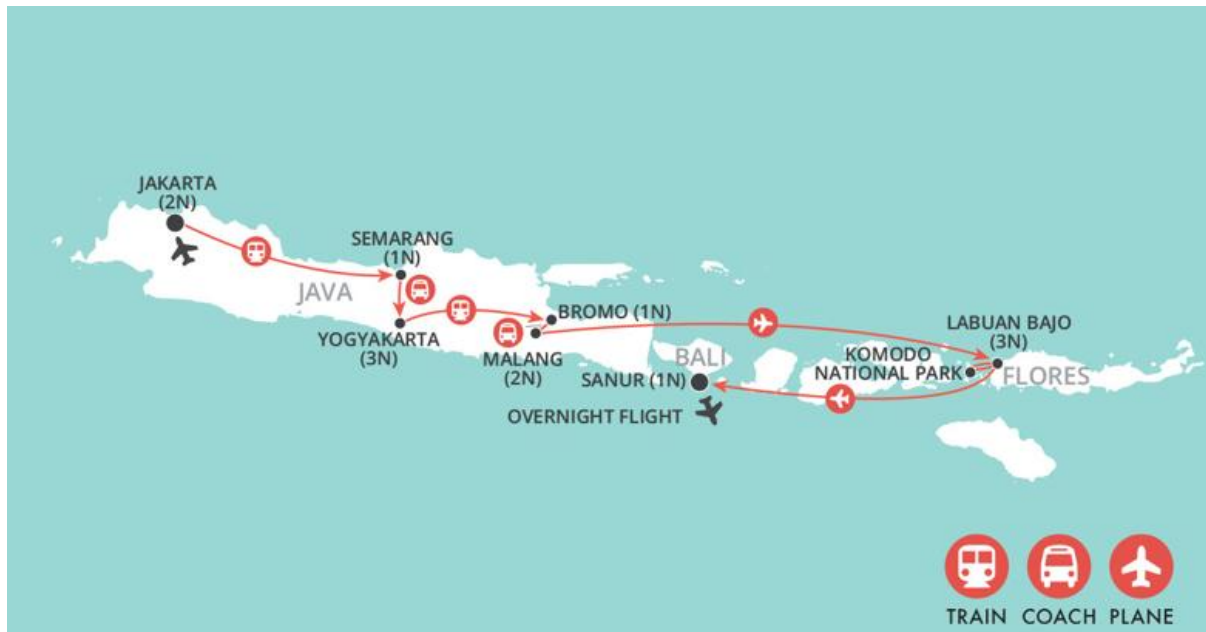 JAKARTA
(2N)
SEMARANG
(1N)
JAVA
YOGYAKARTA
(3N)
BROMO (1N)
MALANG
(2N)
BALI
SANUR (1N)
OVERNIGHT FLIGHT
LABUAN BAJO
(3N)
KOMODO
NATIONAL PARK
FLORES
TRAIN COACH PLANE